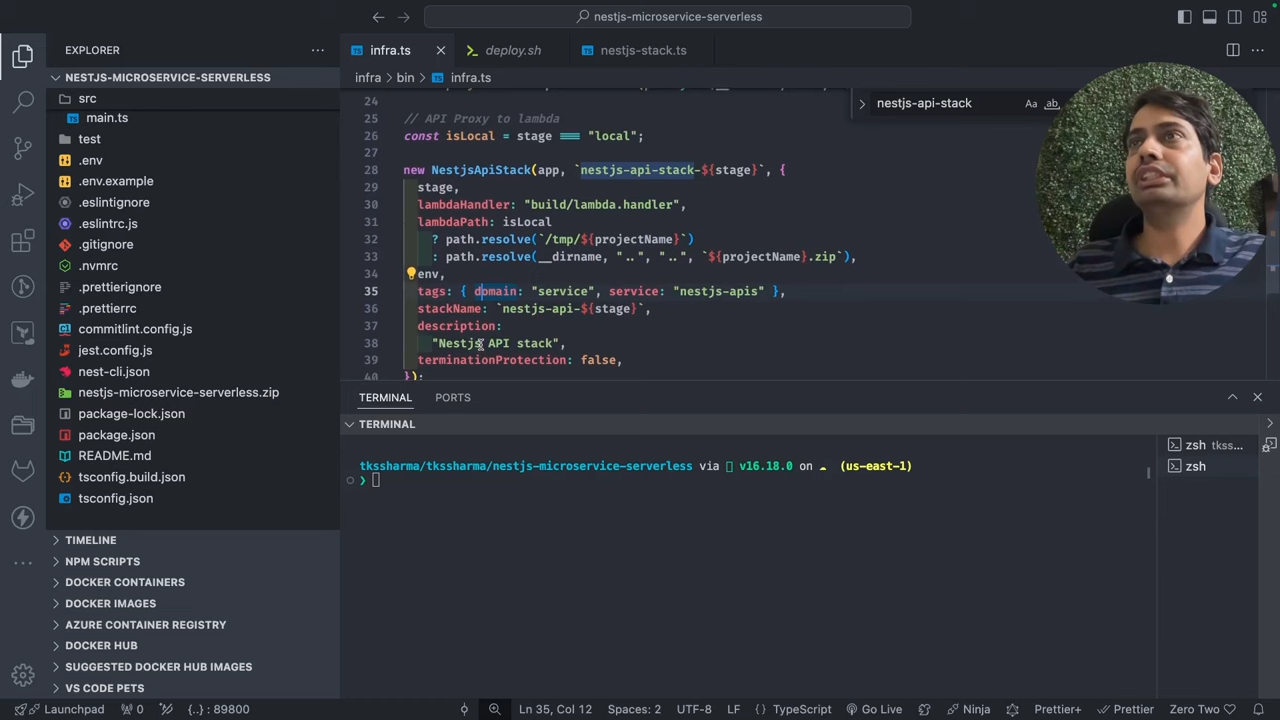 nestjs-microservice-serverless
EXPLORER
infra.ts
deploy.sh
nestjs-stack.ts
NESTJS-MICROSERVICE-SERVERLESS
infra > bin > infra.ts
src
main.ts
test
.env
.env.example
.eslintignore
.eslintrc.js
.gitignore
.nvmrc
.prettierignore
.prettierrc
commitlint.config.js
jest.config.js
nest-cli.json
nestjs-microservice-serverless.zip
package-lock.json
package.json
README.md
tsconfig.build.json
tsconfig.json
TIMELINE
NPM SCRIPTS
DOCKER CONTAINERS
DOCKER IMAGES
AZURE CONTAINER REGISTRY
DOCKER HUB
SUGGESTED DOCKER HUB IMAGES
VS CODE PETS
nestjs-api-stack
Aa
ab
24
25 // API Proxy to lambda
26 const isLocal = stage === "local";
27
28 new NestjsApiStack(app, `nestjs-api-stack-${stage}`, {
29 stage,
30 lambdaHandler: "build/lambda.handler",
31 lambdaPath: isLocal
32 ? path.resolve(`/tmp/${projectName}`)
33 : path.resolve(__dirname, "..", "..", `${projectName}.zip`),
34 env,
35 tags: { domain: "service", service: "nestjs-apis" },
36 stackName: `nestjs-api-${stage}`,
37 description:
38 "Nestjs API stack",
39 terminationProtection: false,
40 });
TERMINAL
PORTS
TERMINAL
tkssharma/tkssharma/nestjs-microservice-serverless via v16.18.0 on (us-east-1)
❯
zsh tkss...
zsh
Launchpad
0
{..} : 89800
Ln 35, Col 12
Spaces: 2
UTF-8
LF
{} TypeScript
Go Live
Ninja
Prettier+
Prettier
Zero Two